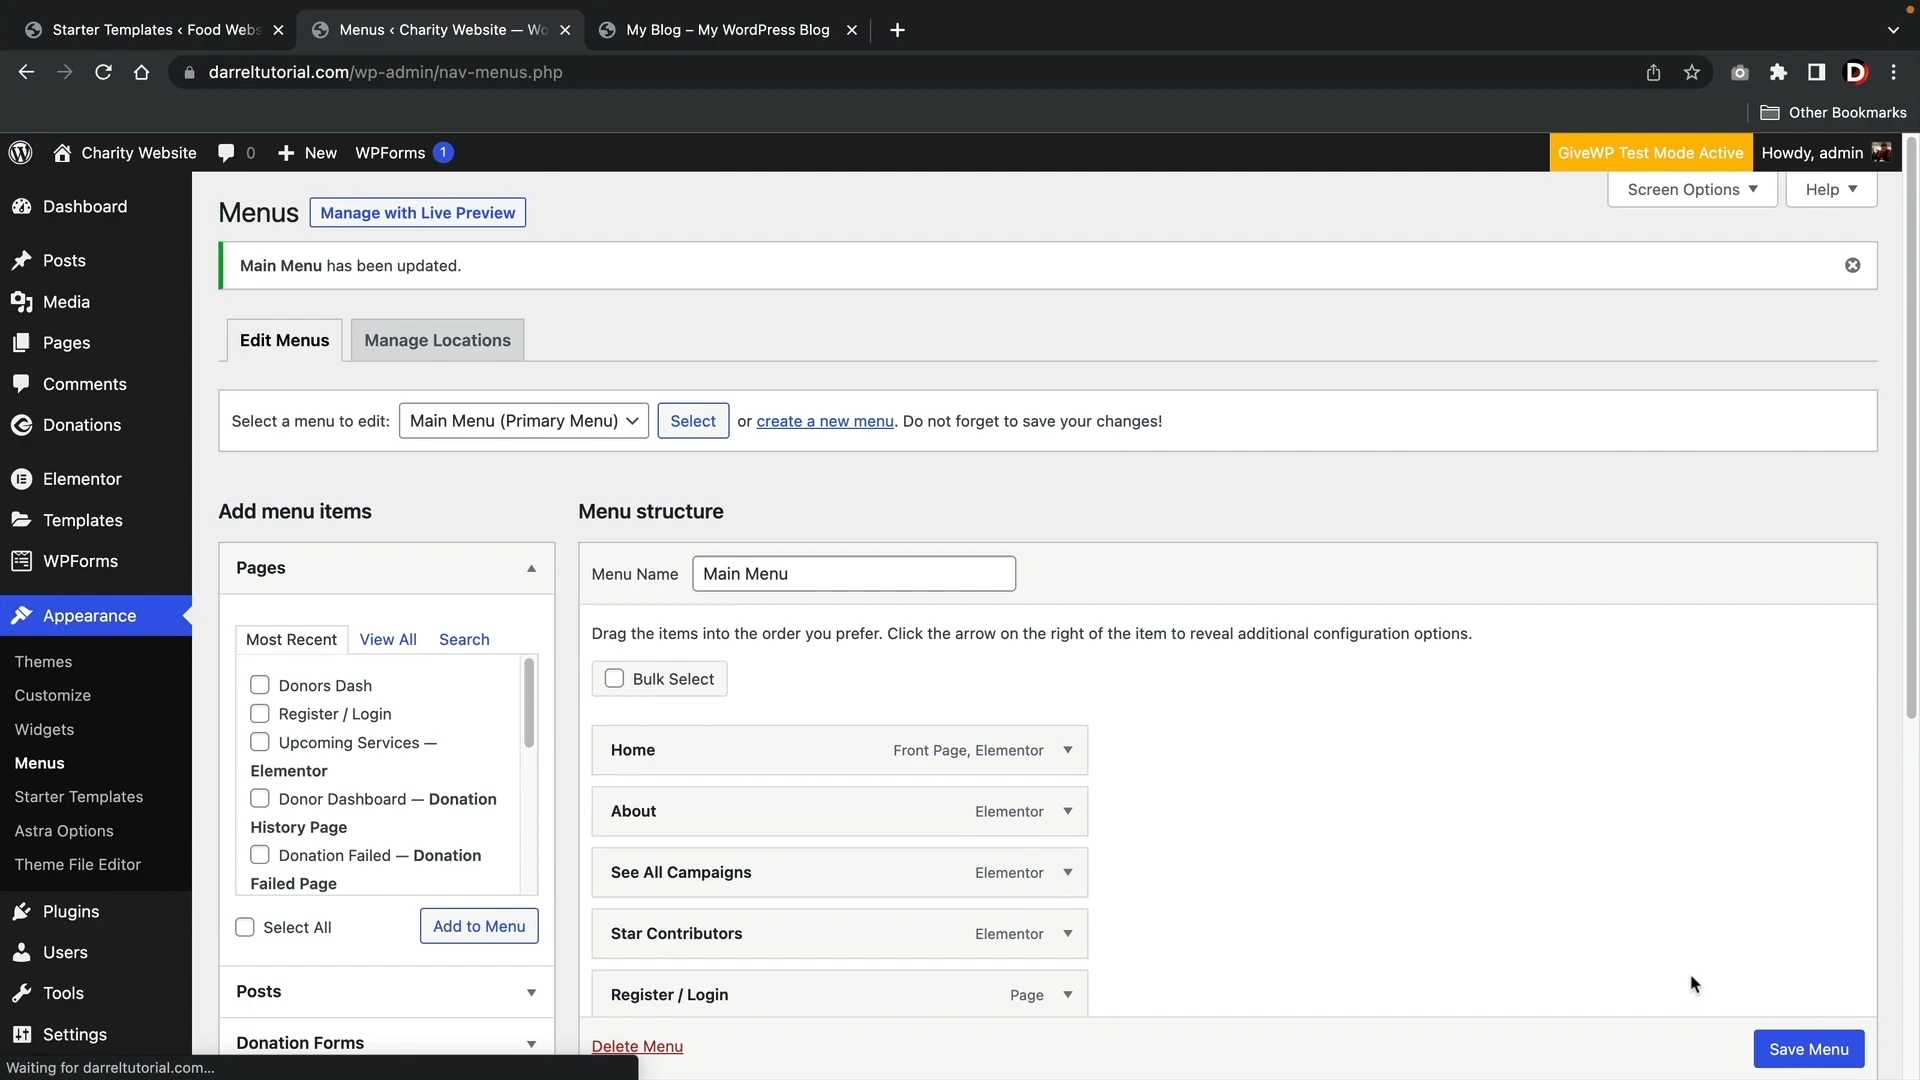 Starter Templates ‹ Food Webs
Menus ‹ Charity Website — Wo
My Blog – My WordPress Blog
darreltutorial.com/wp-admin/nav-menus.php
Other Bookmarks
Charity Website
0
New
WPForms 1
GiveWP Test Mode Active
Howdy, admin
Dashboard
Posts
Media
Pages
Comments
Donations
Elementor
Templates
WPForms
Appearance
Themes
Customize
Widgets
Menus
Starter Templates
Astra Options
Theme File Editor
Plugins
Users
Tools
Settings
Waiting for darreltutorial.com...
Screen Options
Help
Menus
Manage with Live Preview
Main Menu has been updated.
Edit Menus
Manage Locations
Select a menu to edit: Main Menu (Primary Menu) Select or create a new menu. Do not forget to save your changes!
Add menu items
Pages
Most Recent
View All
Search
Donors Dash
Register / Login
Upcoming Services —
Elementor
Donor Dashboard — Donation
History Page
Donation Failed — Donation
Failed Page
Select All
Add to Menu
Posts
Donation Forms
Menu structure
Menu Name Main Menu
Drag the items into the order you prefer. Click the arrow on the right of the item to reveal additional configuration options.
Bulk Select
Home Front Page, Elementor
About Elementor
See All Campaigns Elementor
Star Contributors Elementor
Register / Login Page
Delete Menu
Save Menu